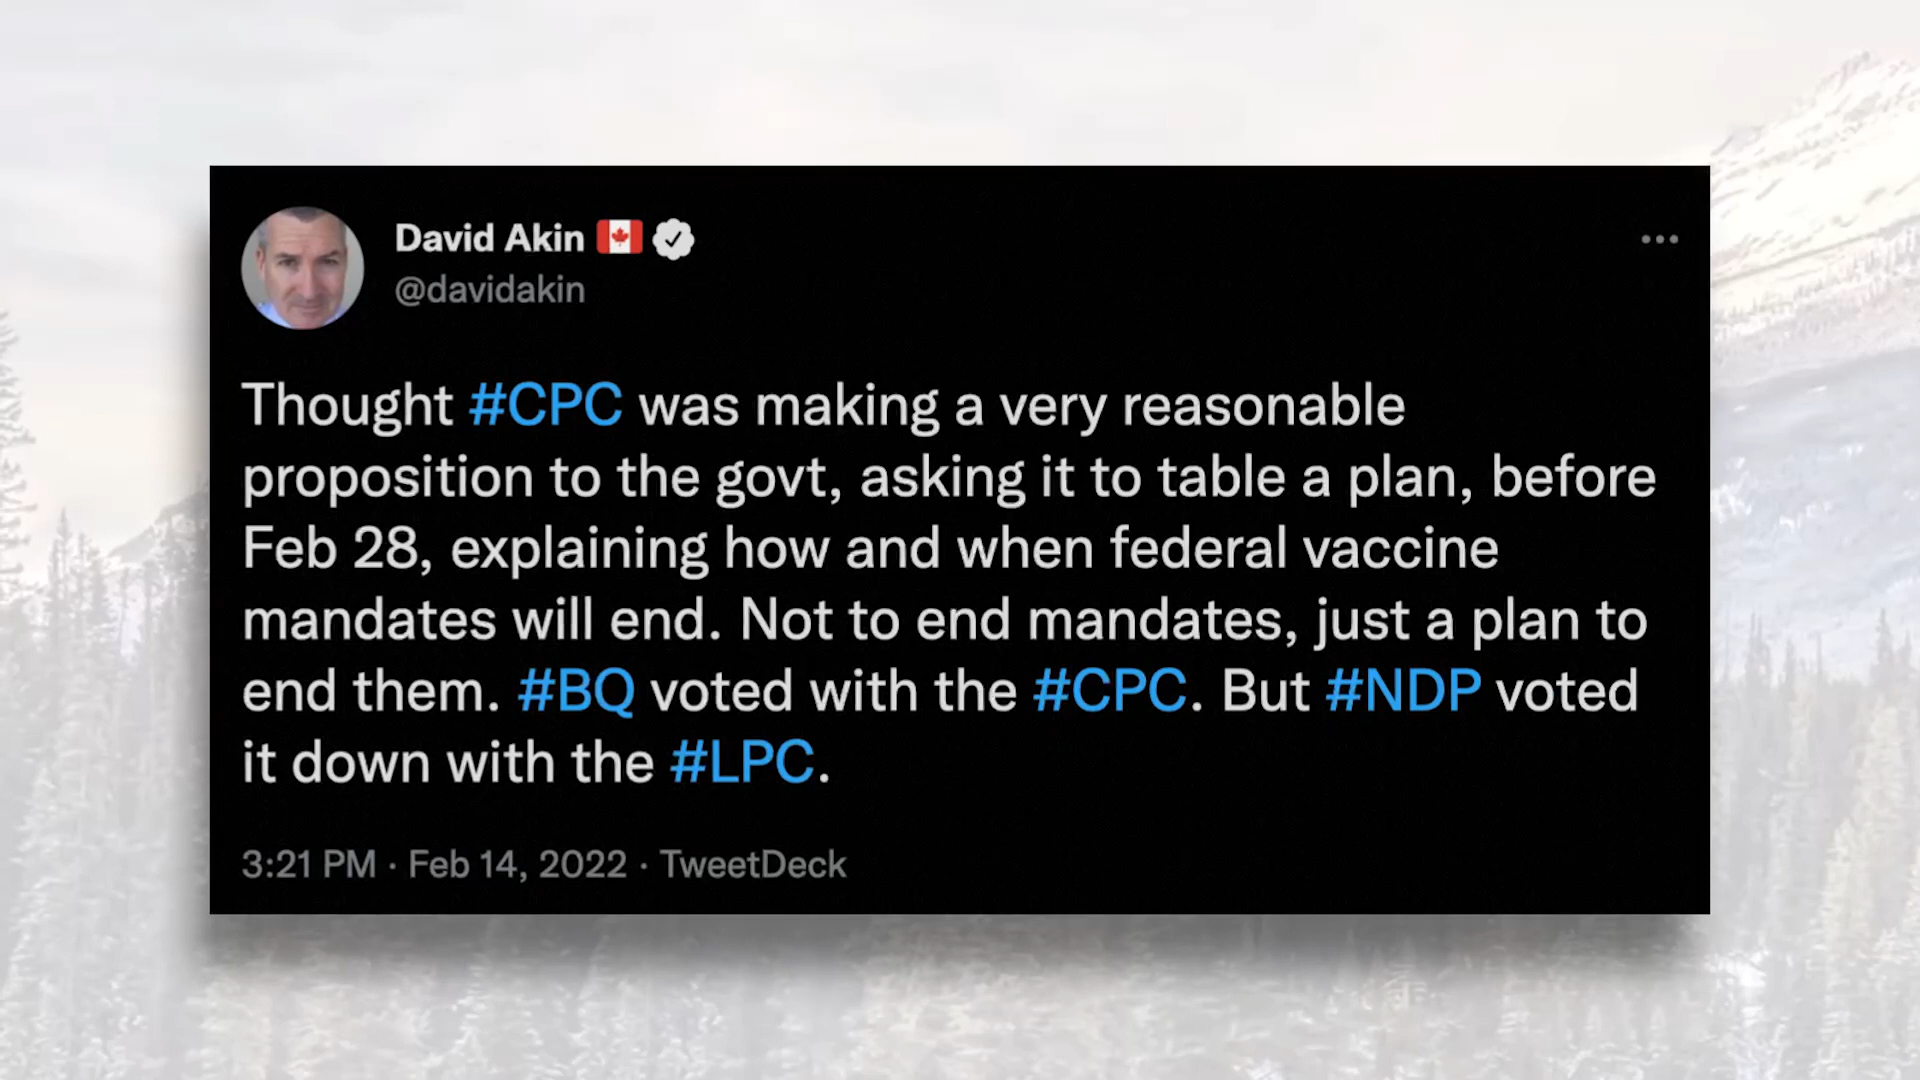 David Akin
@davidakin
Thought #CPC was making a very reasonable
proposition to the govt, asking it to table a plan, before
Feb 28, explaining how and when federal vaccine
mandates will end. Not to end mandates, just a plan to
end them. #BQ voted with the #CPC. But #NDP voted
it down with the #LPC.
3:21 PM · Feb 14, 2022 · TweetDeck